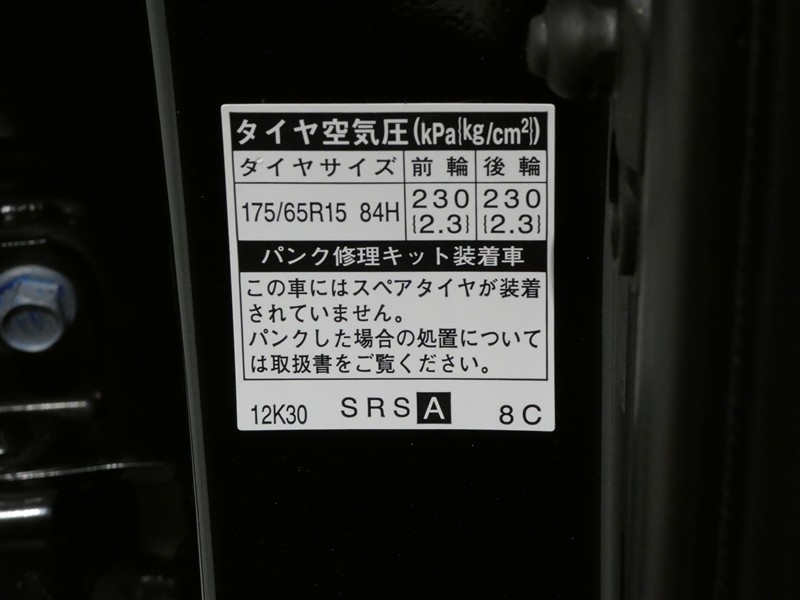 タイヤ空気圧(kPa{kg/cm²})
タイヤサイズ 前輪 後輪
175/65R15 84H 230 {2.3} 230 {2.3}
パンク修理キット装着車
この車にはスペアタイヤが装着
されていません。
パンクした場合の処置について
は取扱書をご覧ください。
12K30 SRS A 8C